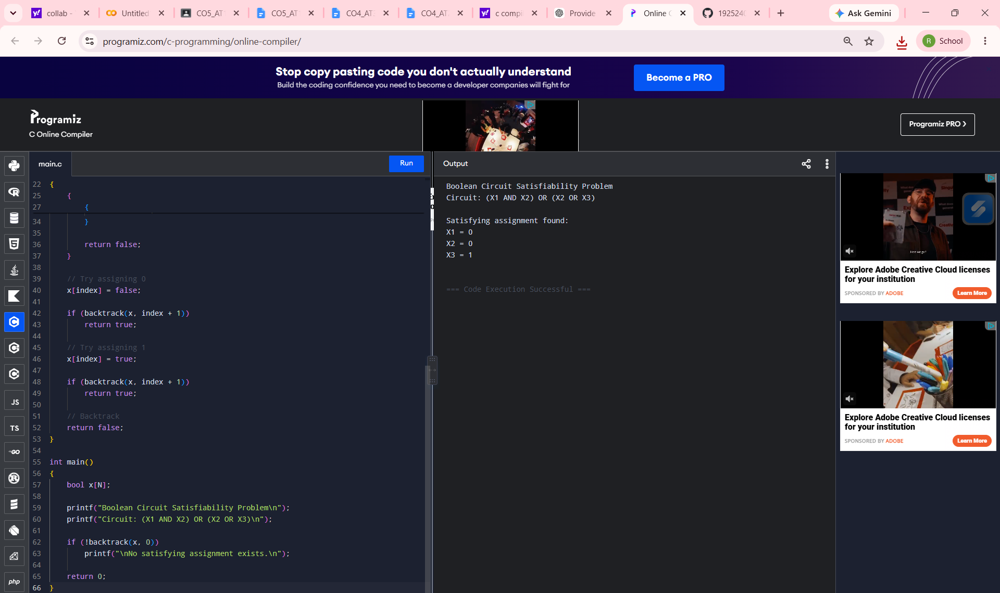 collab -
Untitled
CO5_AT
CO5_AT
CO4_AT
CO4_AT
c compi
Provide
Online C
192524
Ask Gemini
programiz.com/c-programming/online-compiler/
R
School
Stop copy pasting code you don't actually understand
Build the coding confidence you need to become a developer companies will fight for
Become a PRO
Programiz
C Online Compiler
Programiz PRO ❯
main.c
Run
Output
22 {
25 {
27 {
34 }
35
36 return false;
37 }
38
39 // Try assigning 0
40 x[index] = false;
41
42 if (backtrack(x, index + 1))
43 return true;
44
45 // Try assigning 1
46 x[index] = true;
47
48 if (backtrack(x, index + 1))
49 return true;
50
51 // Backtrack
52 return false;
53 }
54
55 int main()
56 {
57 bool x[N];
58
59 printf("Boolean Circuit Satisfiability Problem\n");
60 printf("Circuit: (X1 AND X2) OR (X2 OR X3)\n");
61
62 if (!backtrack(x, 0))
63 printf("\nNo satisfying assignment exists.\n");
64
65 return 0;
66 }
JS
TS
GO
php
Boolean Circuit Satisfiability Problem
Circuit: (X1 AND X2) OR (X2 OR X3)
Satisfying assignment found:
X1 = 0
X2 = 0
X3 = 1
=== Code Execution Successful ===
Here we go!
Explore Adobe Creative Cloud licenses
for your institution
SPONSORED BY ADOBE
Learn More
Explore Adobe Creative Cloud licenses
for your institution
SPONSORED BY ADOBE
Learn More